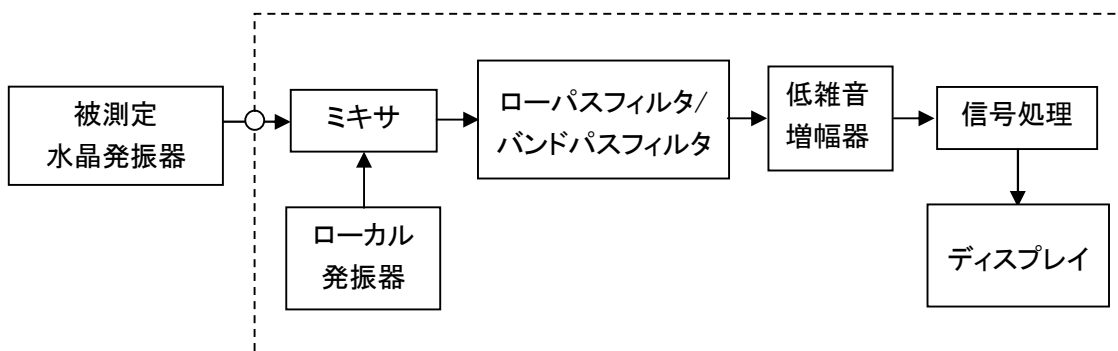 被測定
水晶発振器
ミキサ
ローパスフィルタ/
バンドパスフィルタ
低雑音
増幅器
信号処理
ローカル
発振器
ディスプレイ